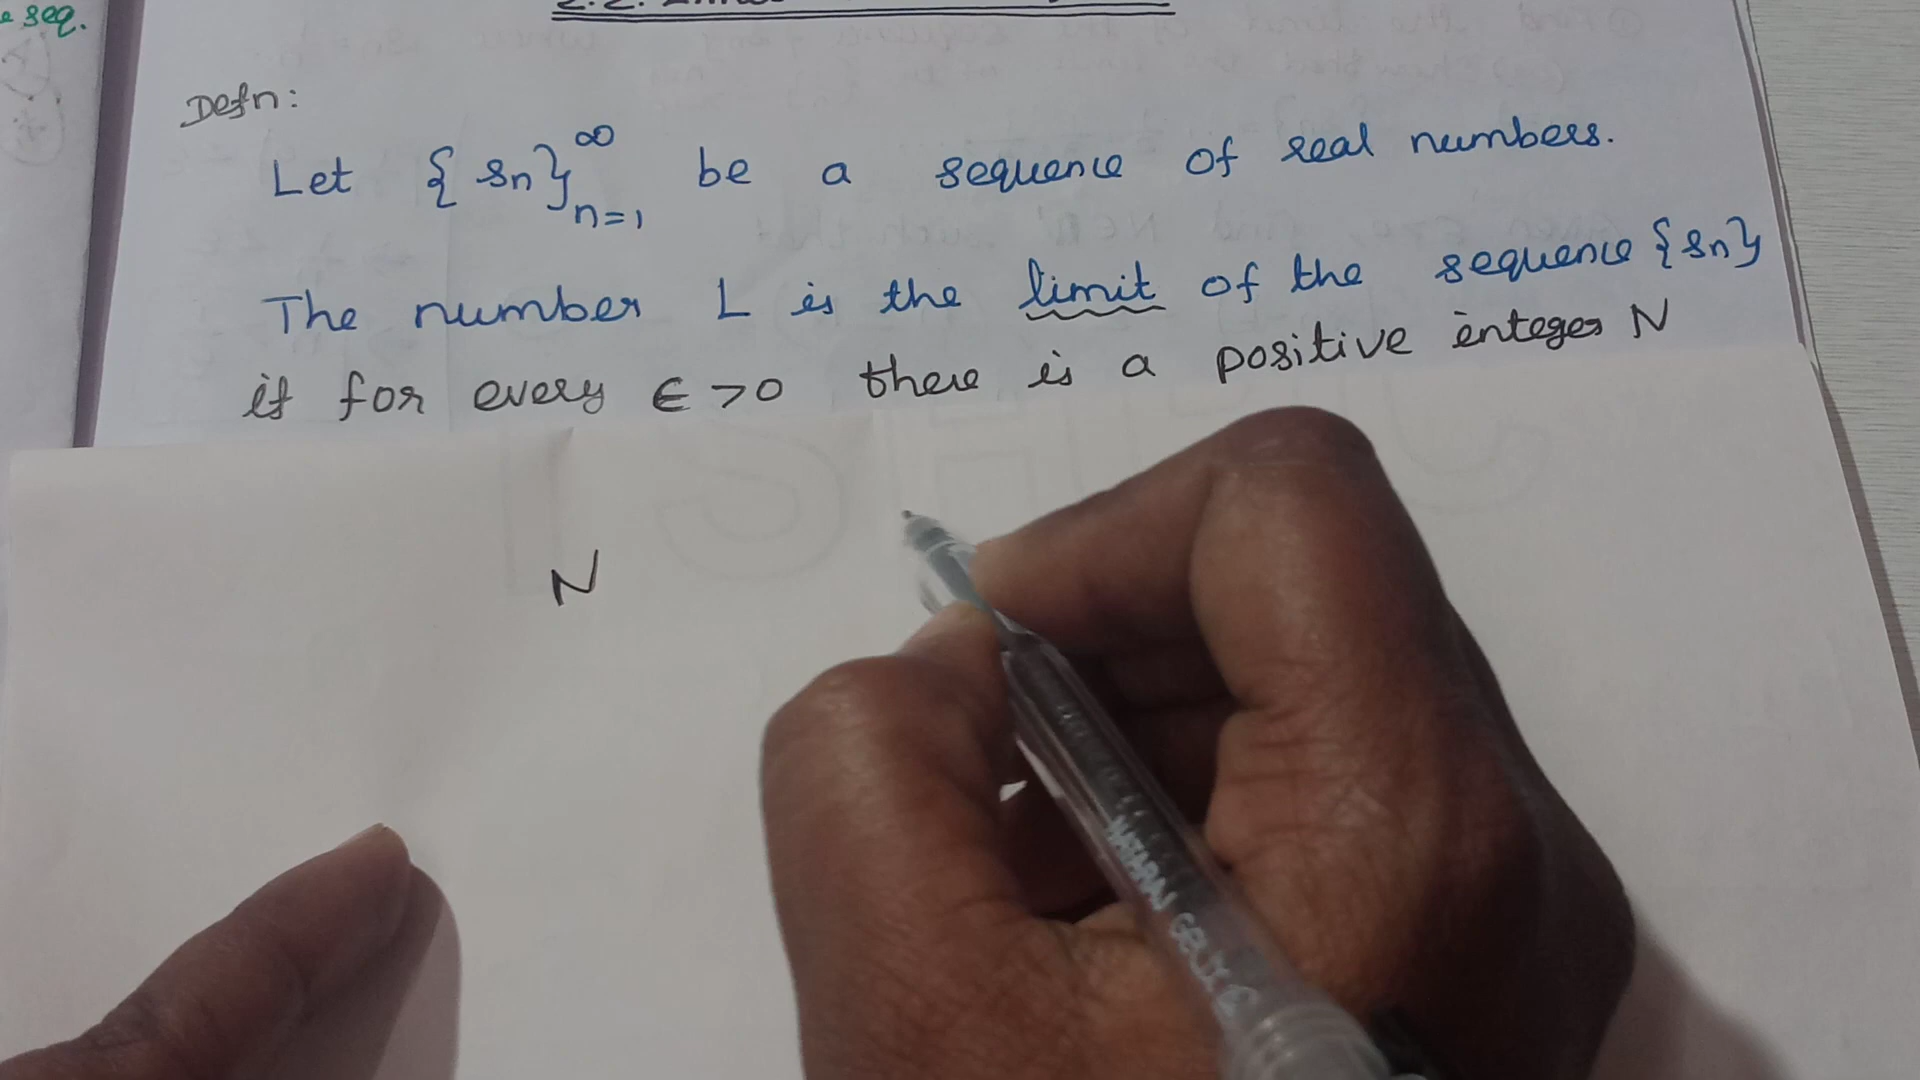 e seq.
Defn:
Let {sn}∞n=1 be a sequence of real numbers.
The number L is the limit of the sequence {sn}
if for every ϵ >0 there is a positive integer N
N
GELIX